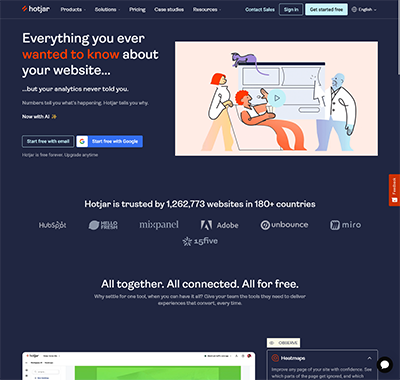 hotjar
Products
Solutions
Pricing
Case studies
Resources
Contact Sales
Sign in
Get started free
English
Everything you ever
wanted to know about
your website...
...but your analytics never told you.
Numbers tell you what's happening. Hotjar tells you why.
Now with AI ✨
Start free with email
Start free with Google
Hotjar is free forever. Upgrade anytime.
Feedback
Hotjar is trusted by 1,262,773 websites in 180+ countries
HubSpot
HELLO
FRESH
mixpanel
Adobe
unbounce
miro
15five
All together. All connected. All for free.
Why settle for one tool, when you can have it all? Give your team the tools they need to deliver
experiences that convert, every time.
OBSERVE
hotjar
Heatmaps
Improve any page of your site with confidence. See
which parts of the page get ignored, and which